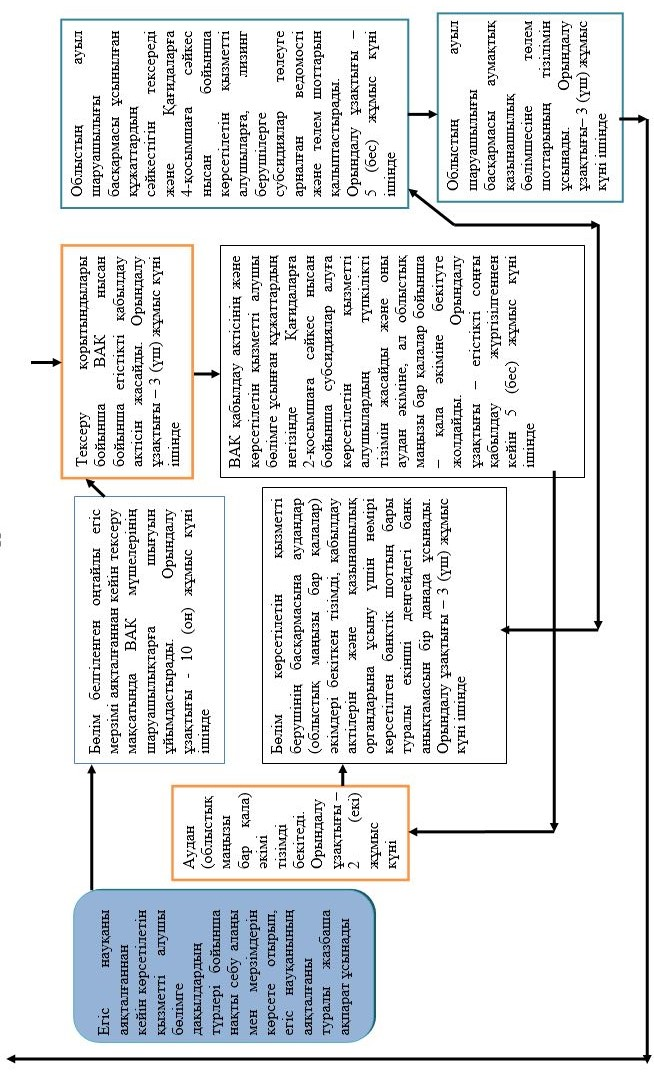 Егіс науқаны
аяқталғаннан
кейін көрсетілетін
қызметті алушы
бөлімге
дақылдардың
түрлері бойынша
нақты себу алаңы
мен мерзімдерін
көрсете отырып,
егіс науқанының
аяқталғаны
туралы жазбаша
ақпарат ұсынады
Бөлім белгіленген оңтайлы егіс
мерзімі аяқталғаннан кейін тексеру
мақсатында ВАК мүшелерінің
шаруашылықтарға шығуын
ұйымдастырады. Орындалу
ұзақтығы - 10 (он) жұмыс күні
ішінде
Тексеру қорытындылары
бойынша ВАК нысан
бойынша егістікті қабылдау
актісін жасайды. Орындалу
ұзақтығы – 3 (үш) жұмыс күні
ішінде
ВАК қабылдау актісінің және
көрсетілетін қызметті алушы
бөлімге ұсынған құжаттардың
негізінде Қағидаларға
2-қосымшаға сәйкес нысан
бойынша субсидиялар алуға
көрсетілетін қызметті
алушылардың түпкілікті
тізімін жасайды және оны
аудан әкіміне, ал облыстық
маңызы бар қалалар бойынша
– қала әкіміне бекітуге
жолдайды. Орындалу
ұзақтығы – егістікті соңғы
қабылдау жүргізілгеннен
кейін 5 (бес) жұмыс күні
ішінде
Аудан
(облыстық
маңызы
бар қала)
әкімі
тізімді
бекітеді.
Орындалу
ұзақтығы –
2 (екі)
жұмыс
күні
Бөлім көрсетілетін қызметті
берушінің басқармасына аудандар
(облыстық маңызы бар қалалар)
әкімдері бекіткен тізімді, қабылдау
актілерін және қазынашылық
органдарына ұсыну үшін нөмірі
көрсетілген банктік шоттың бары
туралы екінші деңгейдегі банк
анықтамасын бір данада ұсынады.
Орындалу ұзақтығы – 3 (үш) жұмыс
күні ішінде
Облыстың ауыл
шаруашылығы
басқармасы ұсынылған
құжаттардың
сәйкестігін тексереді
және Қағидаларға
4-қосымшаға сәйкес
нысан бойынша
көрсетілетін қызметті
алушыларға, лизинг
берушілерге
субсидиялар төлеуге
арналған ведомості
және төлем шоттарын
қалыптастырады.
Орындалу ұзақтығы –
5 (бес) жұмыс күні
ішінде
Облыстың ауыл
шаруашылығы
басқармасы аумақтық
қазынашылық
бөлімшесіне төлем
шоттарының тізілімін
ұсынады. Орындалу
ұзақтығы– 3 (үш) жұмыс
күні ішінде